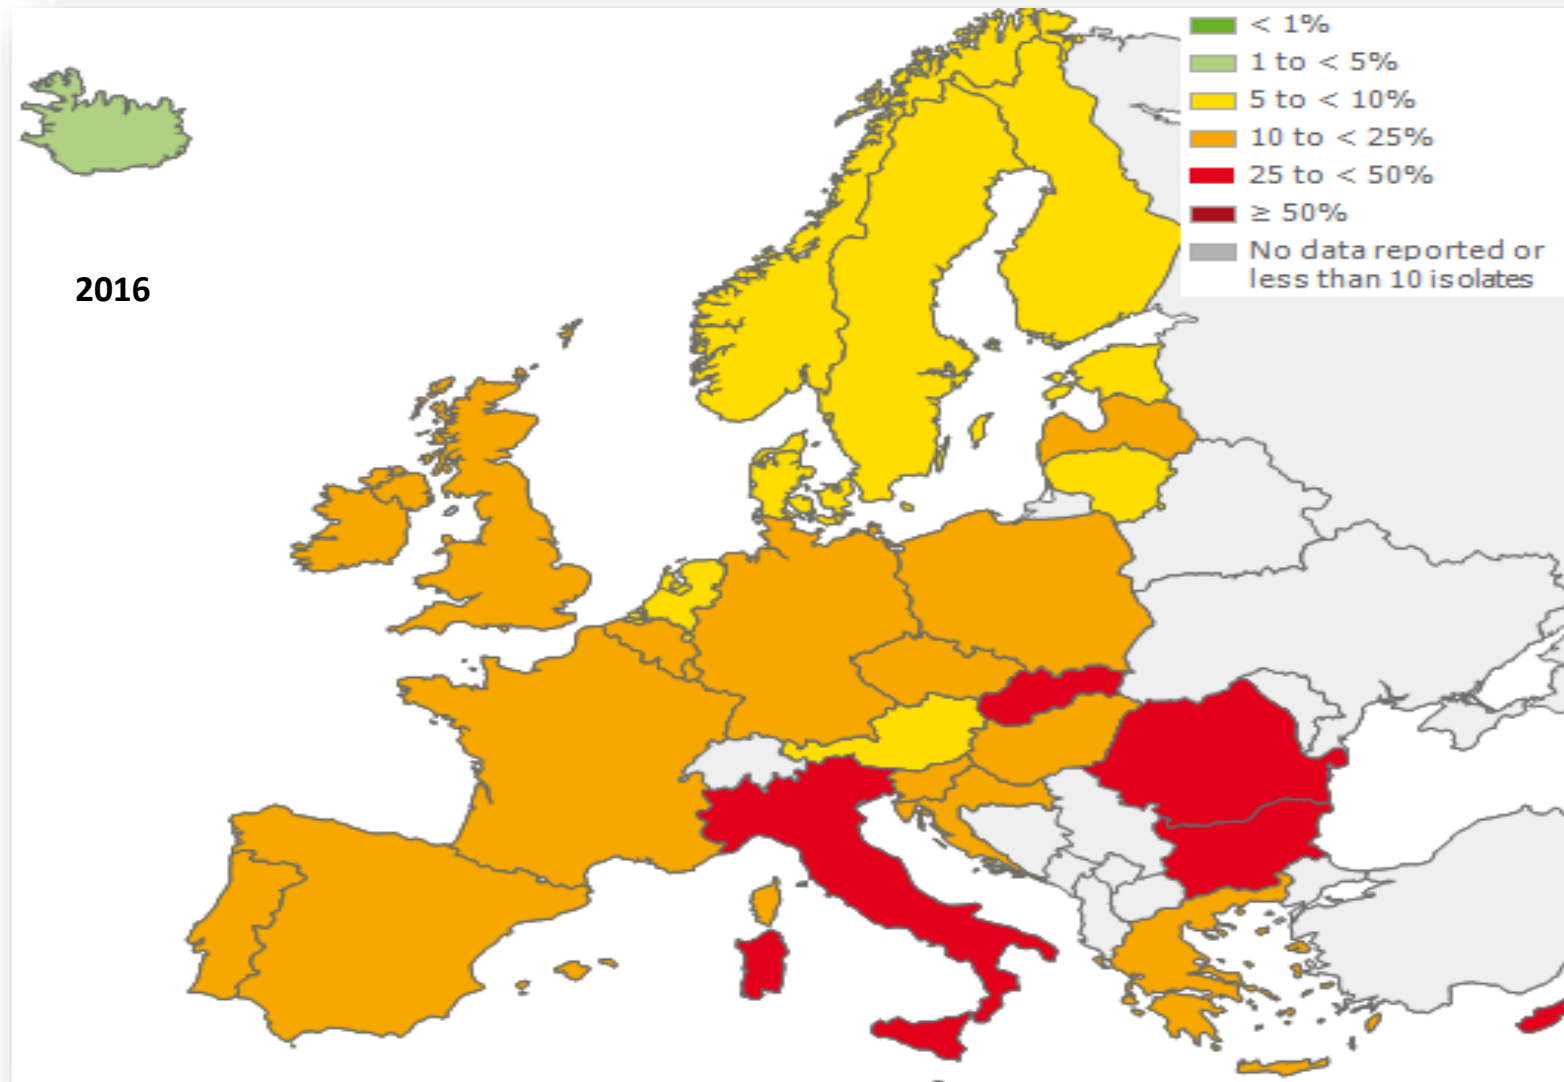 < 1%
1 to < 5%
5 to < 10%
10 to < 25%
25 to < 50%
≥ 50%
No data reported or
less than 10 isolates
2016